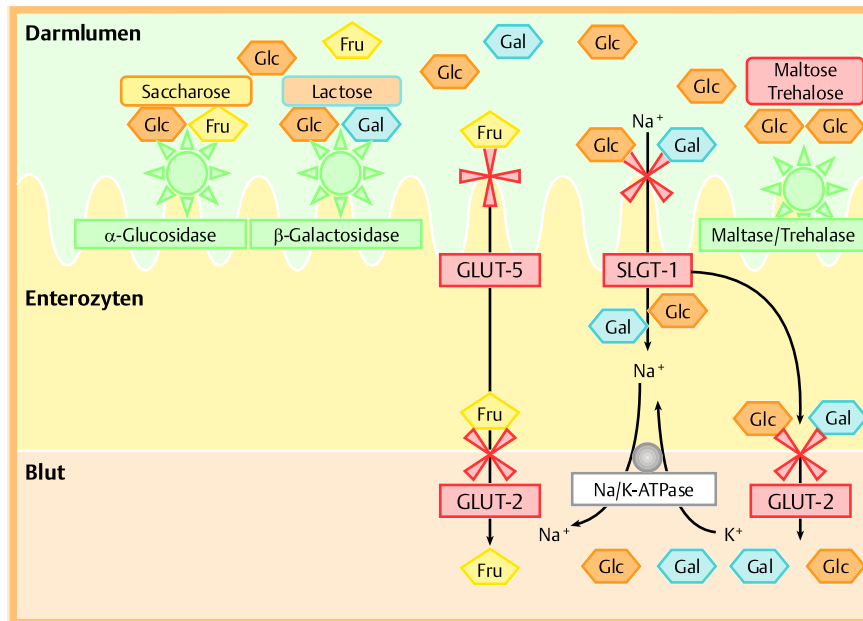 Darmlumen
Glc
Fru
Glc
Gal
Glc
Glc
Saccharose
Lactose
Maltose
Trehalose
Glc
Fru
Glc
Gal
Fru
Na⁺
Glc
Gal
Glc
Glc
α-Glucosidase
β-Galactosidase
Maltase/Trehalase
GLUT-5
SLGT-1
Enterozyten
Gal
Glc
Na⁺
Fru
Glc
Gal
Blut
GLUT-2
Na/K-ATPase
GLUT-2
Na⁺
K⁺
Fru
Glc
Gal
Gal
Glc